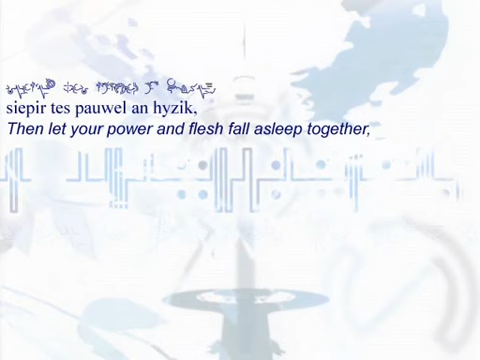 siepir tes pauwel an hyzik,
Then let your power and flesh fall asleep together,